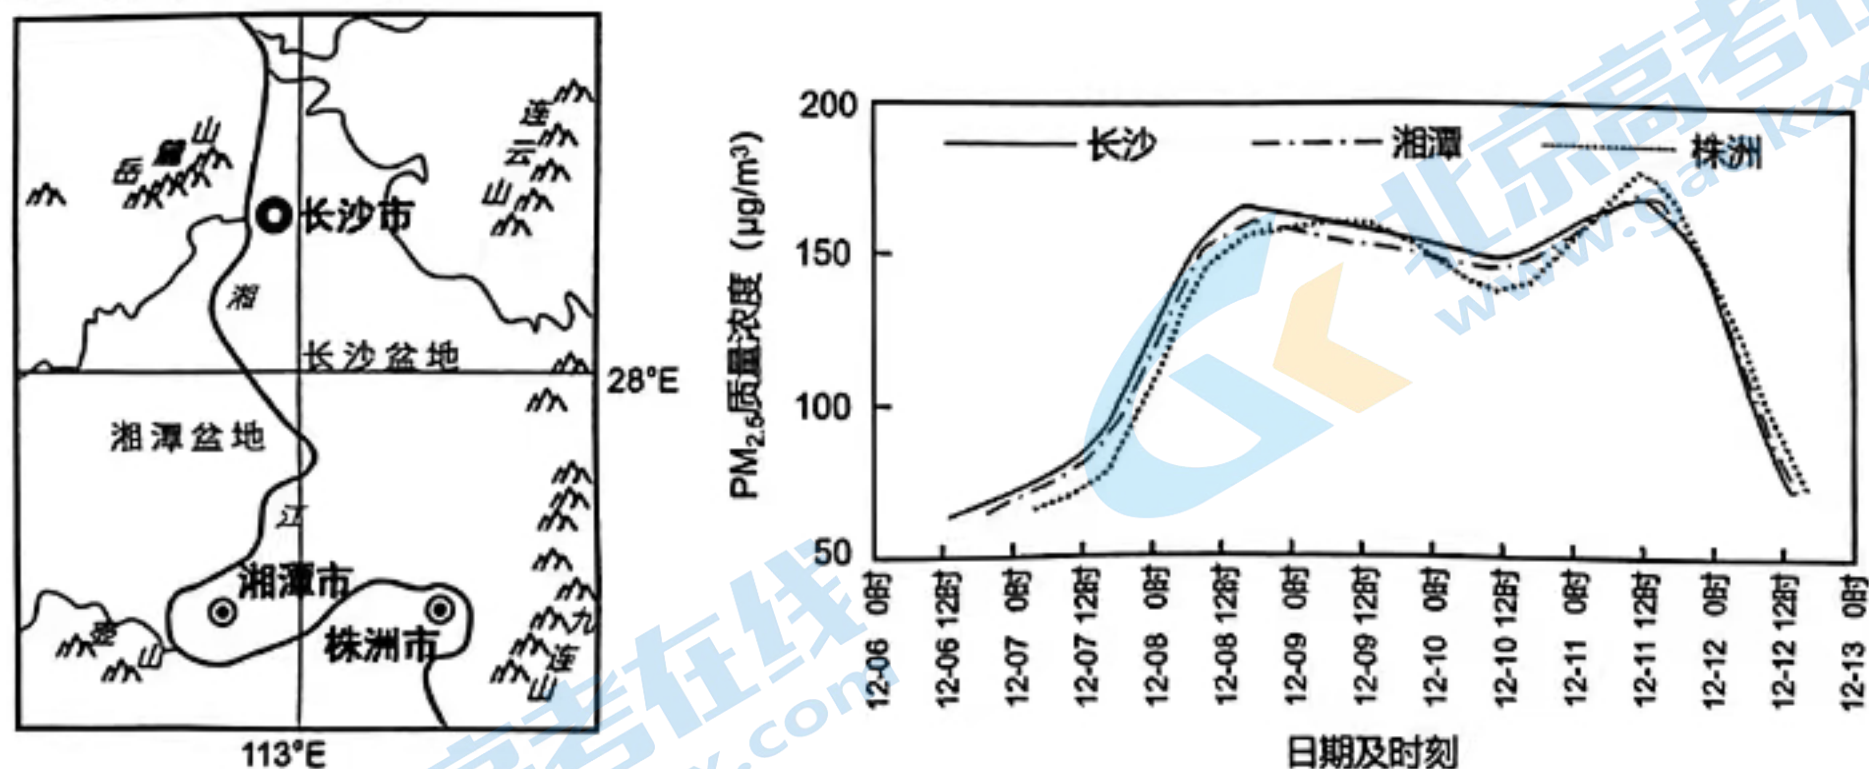 岳麓山
连云山
长沙市
湘
长沙盆地
28°E
湘潭盆地
江
湘潭市
株洲市
山
九连山
113°E
200
150
100
50
PM2.5质量浓度（μg/m³）
长沙
湘潭
株洲
12-06 0时
12-06 12时
12-07 0时
12-07 12时
12-08 0时
12-08 12时
12-09 0时
12-09 12时
12-10 0时
12-10 12时
12-11 0时
12-11 12时
12-12 0时
12-12 12时
12-13 0时
日期及时刻
北京高考在
www.gaokzx
高考在线
x.com